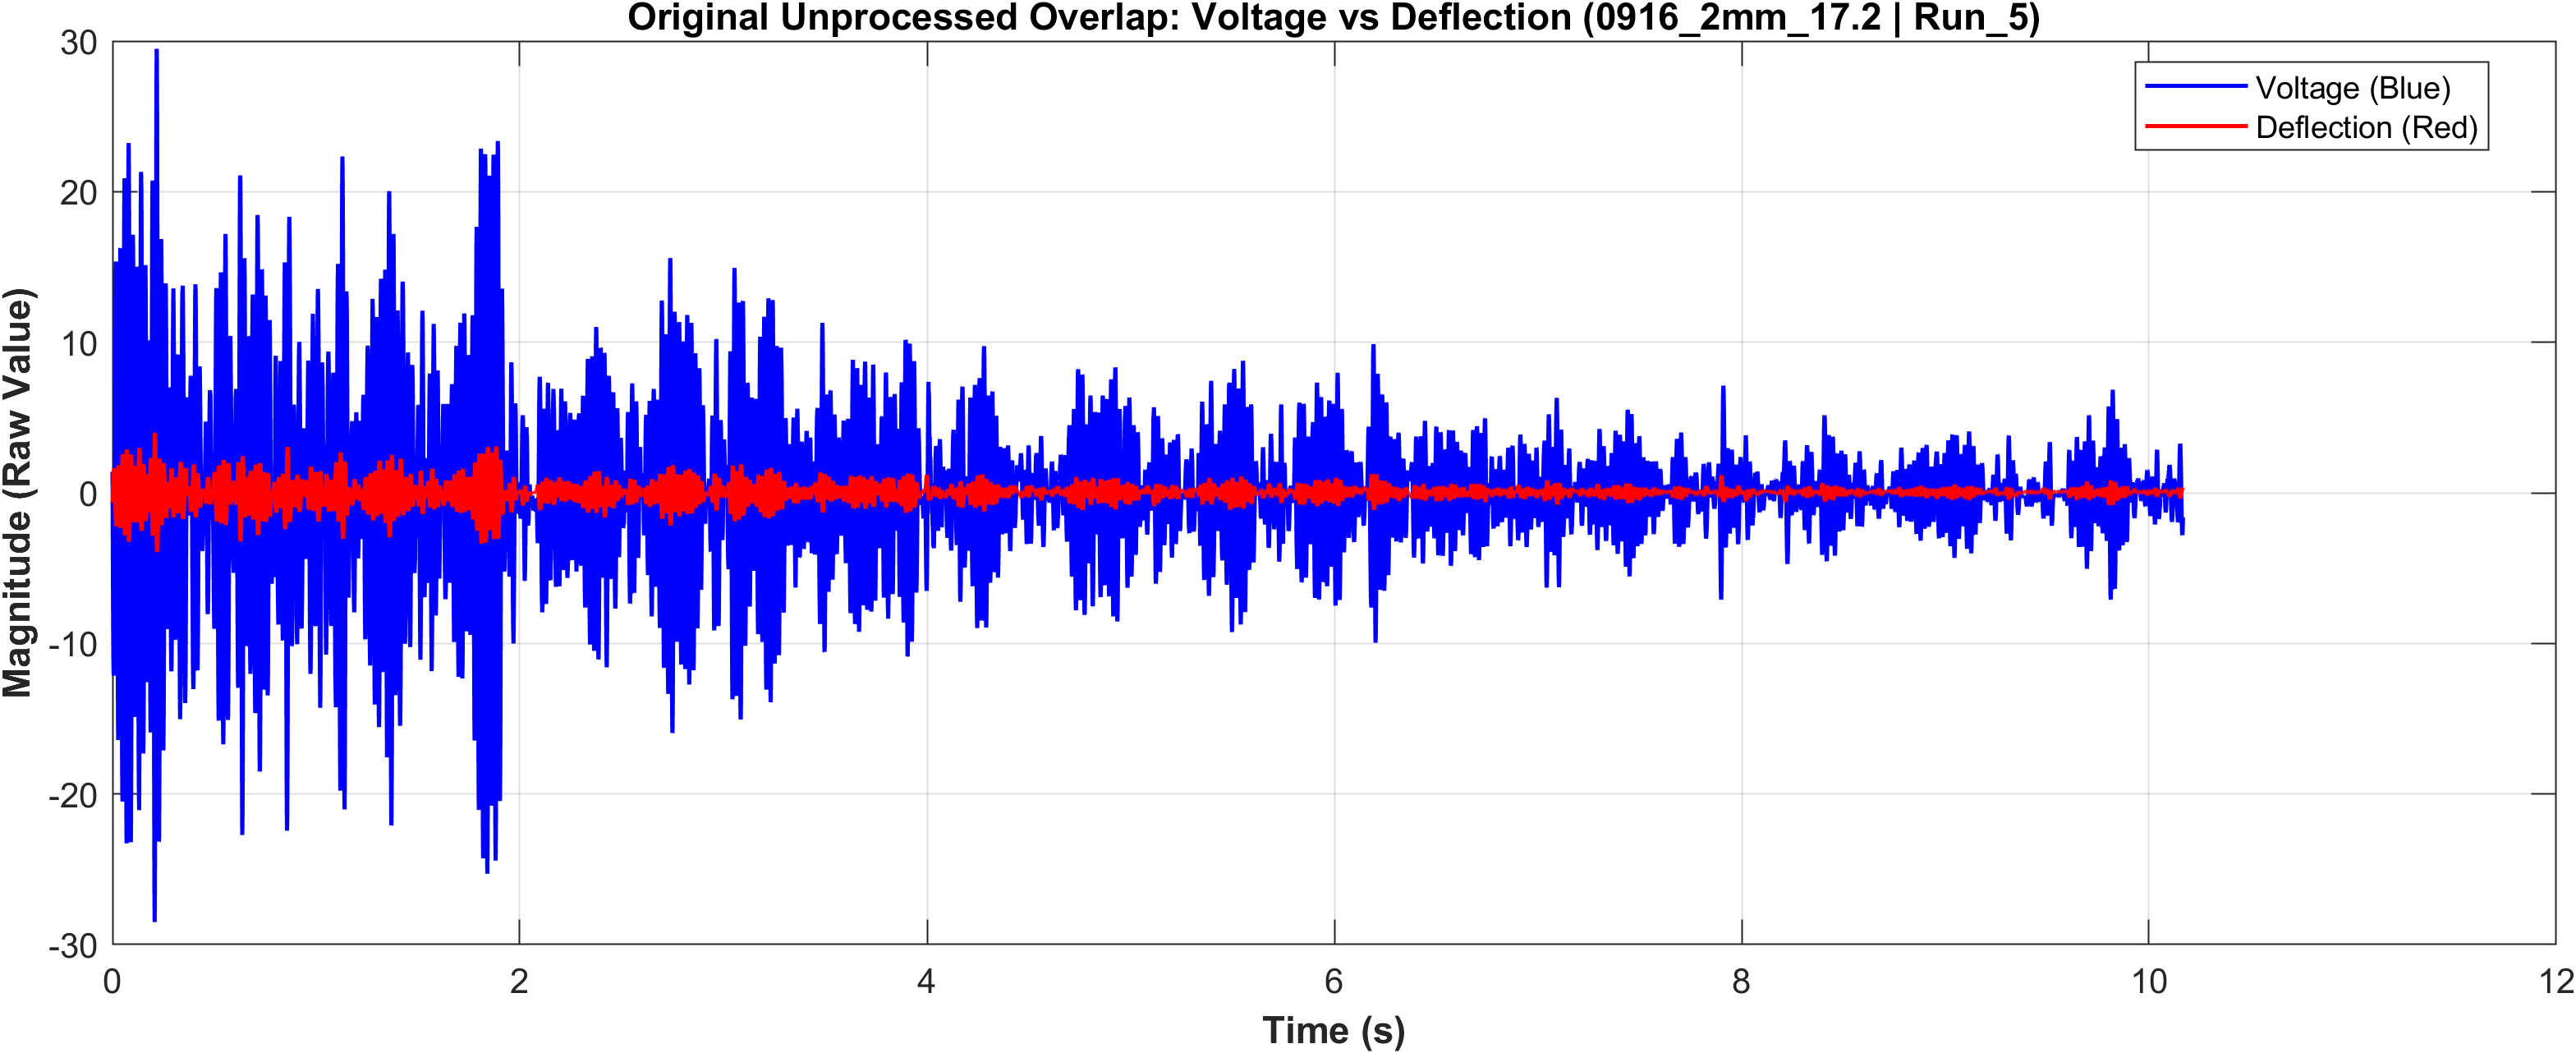 Original Unprocessed Overlap: Voltage vs Deflection (0916_2mm_17.2 | Run_5)
Voltage (Blue)
Deflection (Red)
Magnitude (Raw Value)
30
20
10
0
-10
-20
-30
0 2 4 6 8 10 12
Time (s)